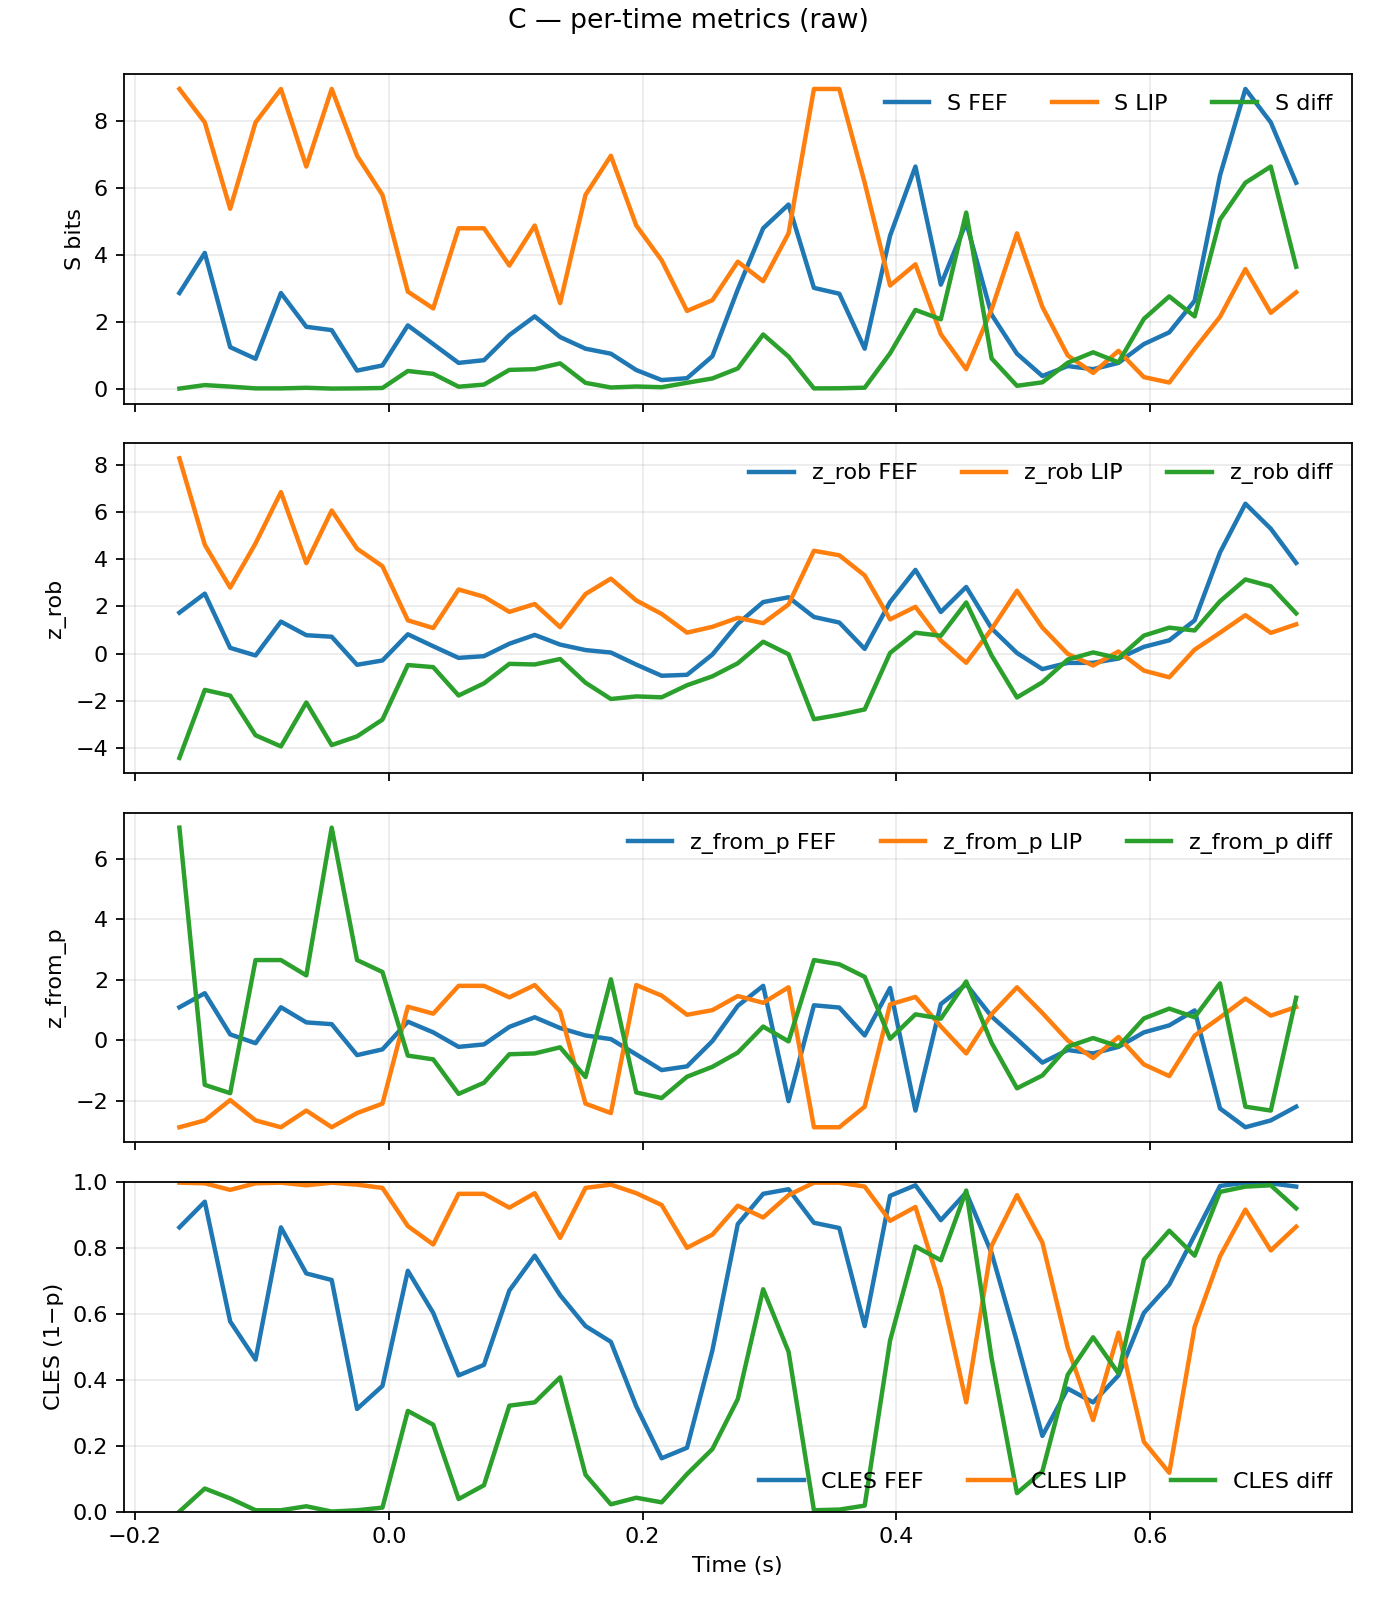 C — per-time metrics (raw)
S FEF S LIP S diff
8
6
4
2
0
S bits
z_rob FEF z_rob LIP z_rob diff
8
6
4
2
0
−2
−4
z_rob
z_from_p FEF z_from_p LIP z_from_p diff
6
4
2
0
−2
z_from_p
1.0
0.8
0.6
0.4
0.2
0.0
CLES (1−p)
CLES FEF CLES LIP CLES diff
−0.2 0.0 0.2 0.4 0.6
Time (s)